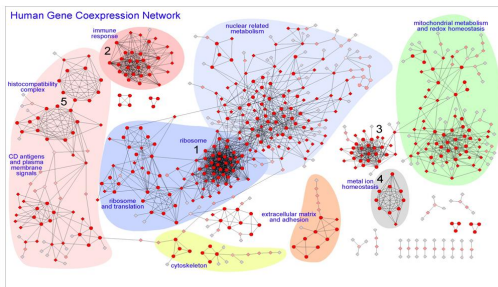 Human Gene Coexpression Network
immune
response
2
nuclear related
metabolism
mitochondrial metabolism
and redox homeostasis
histocompatibility
complex
5
CD antigens and
plasma
membrane
signals
ribosome
1
ribosome
and translation
3
4
metal ion
homeostasis
extracellular matrix
and adhesion
cytoskeleton